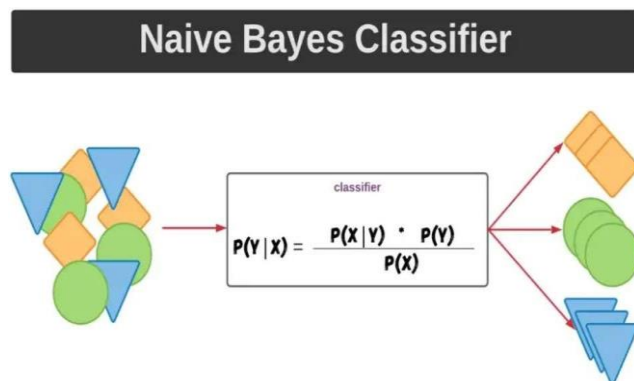 Naive Bayes Classifier
classifier
P(Y|X) = P(X|Y) · P(Y)
P(X)